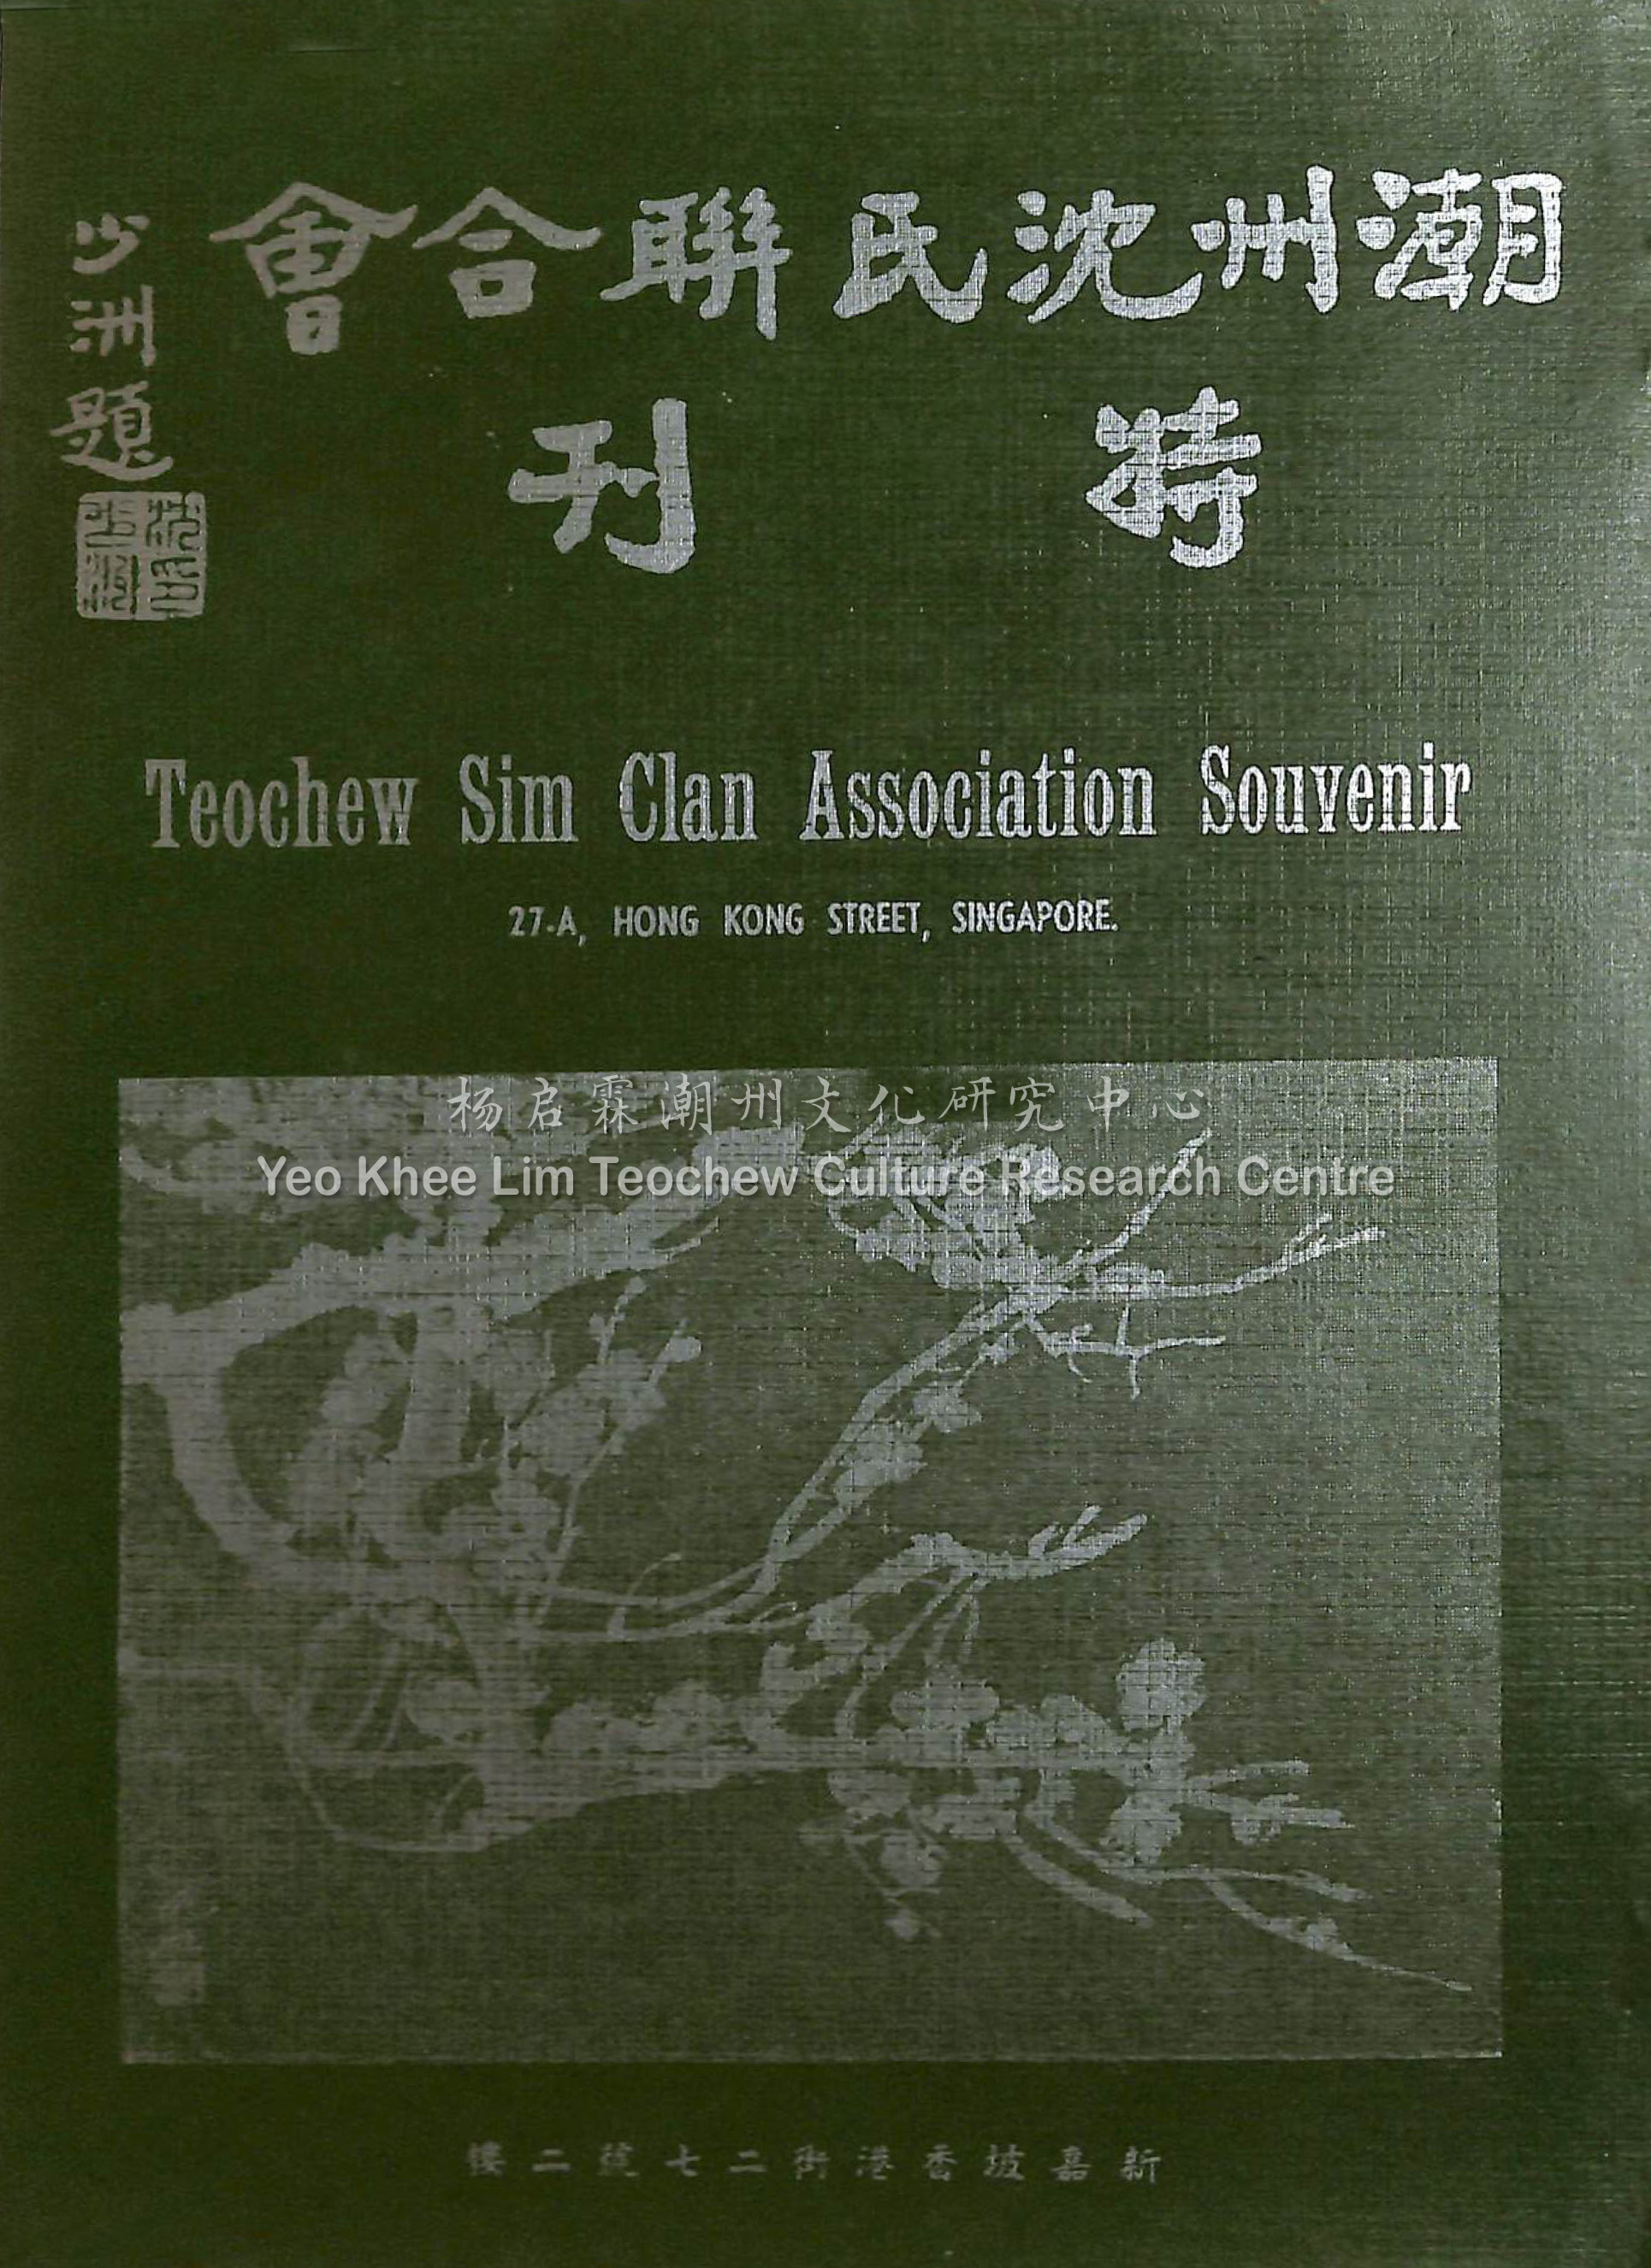 潮州沈氏聯合會
特刊
少洲題
Teochew Sim Clan Association Souvenir
27-A, HONG KONG STREET, SINGAPORE.
杨启霖潮州文化研究中心
Yeo Khee Lim Teochew Culture Research Centre
新嘉坡香港街二七號二樓